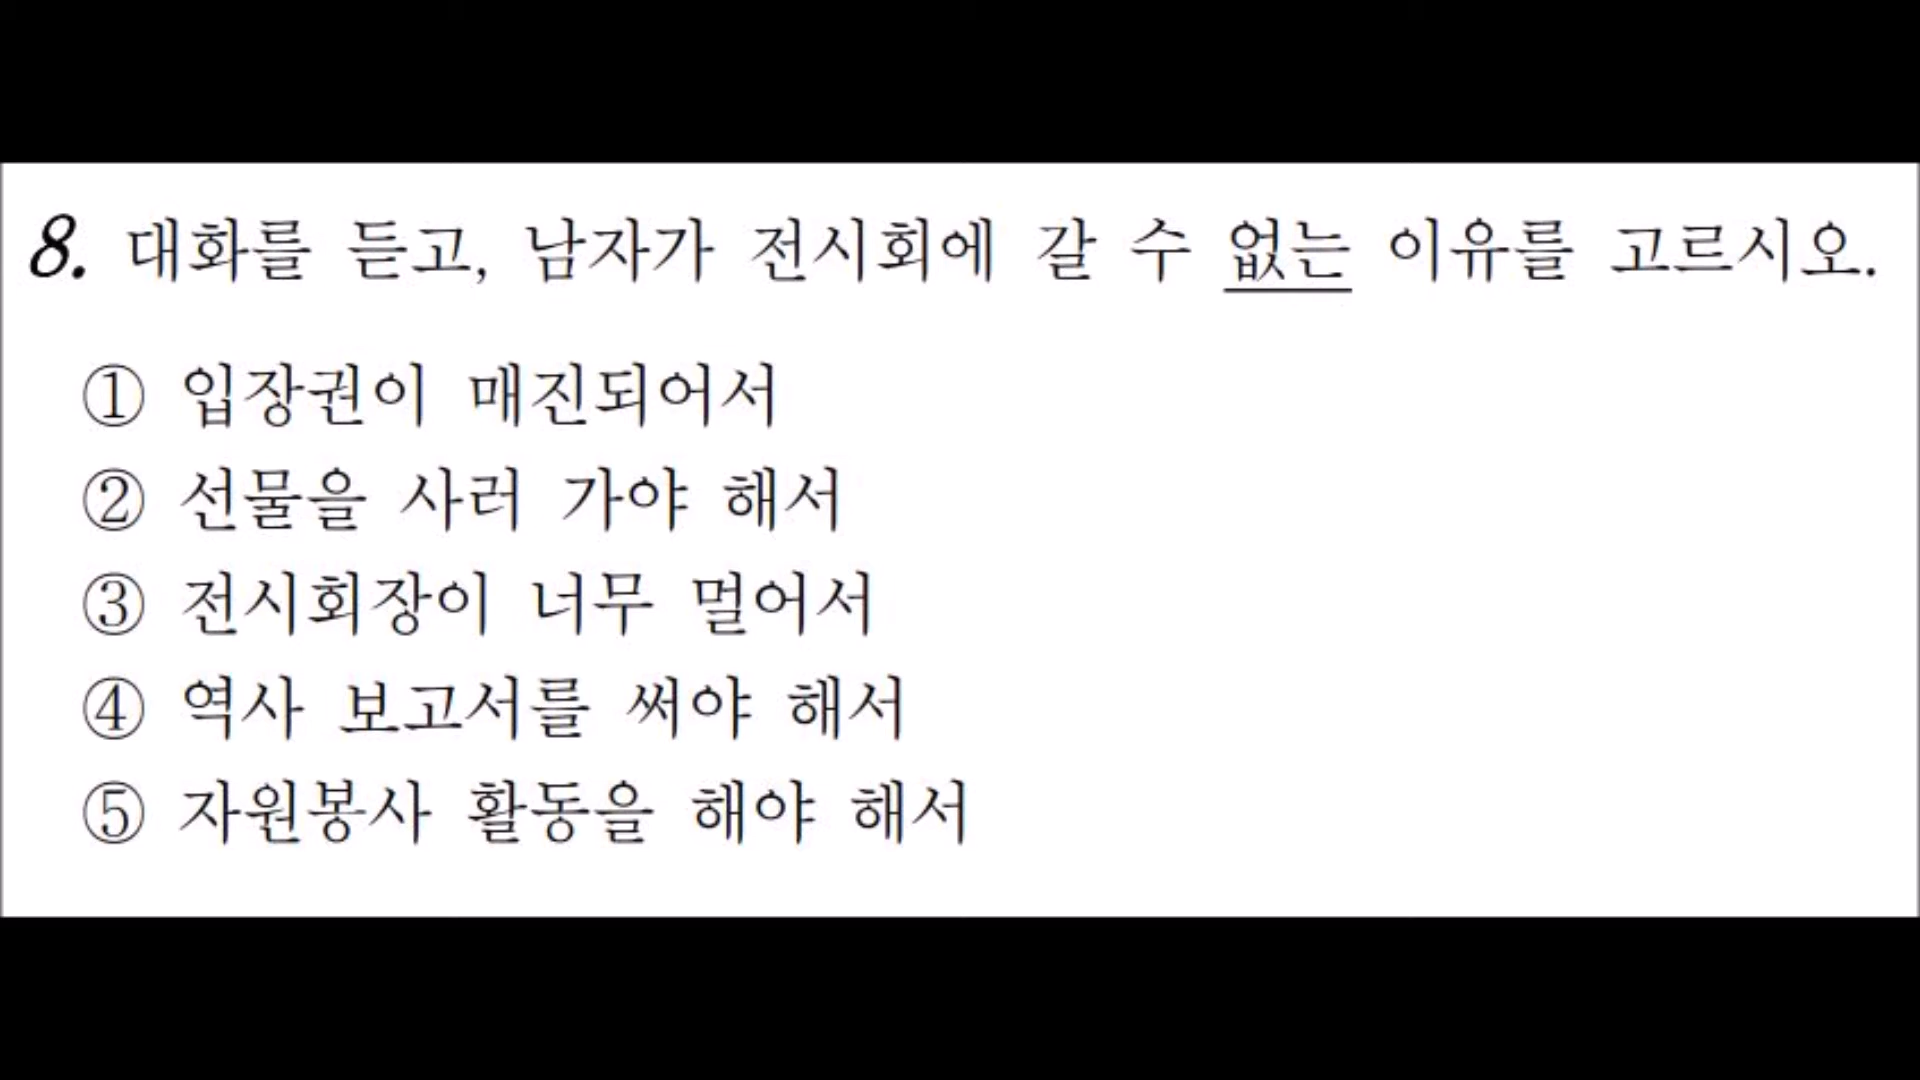 8. 대화를 듣고, 남자가 전시회에 갈 수 없는 이유를 고르시오.
① 입장권이 매진되어서
② 선물을 사러 가야 해서
③ 전시회장이 너무 멀어서
④ 역사 보고서를 써야 해서
⑤ 자원봉사 활동을 해야 해서